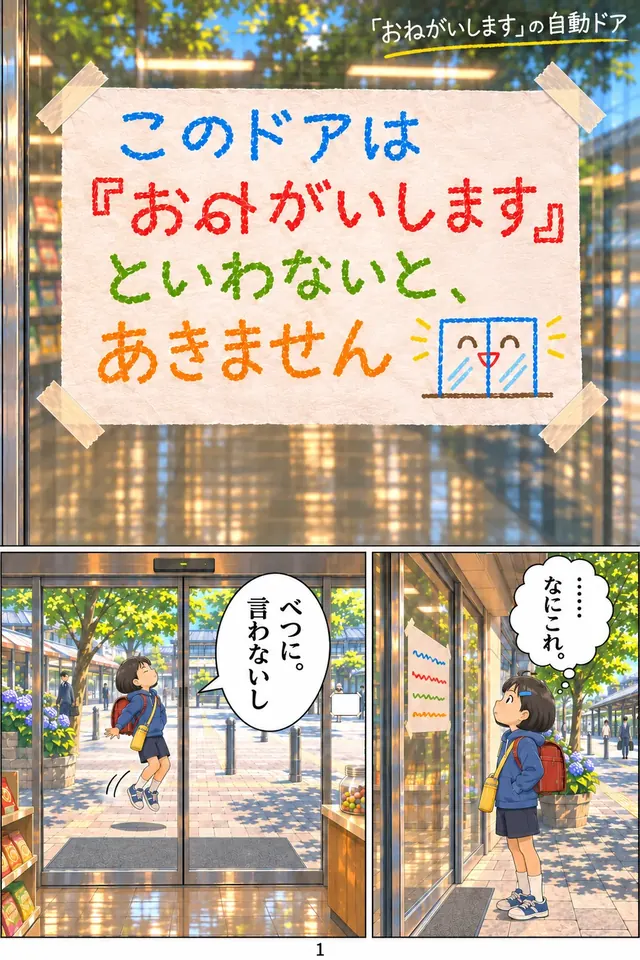 「おねがいします」の自動ドア
このドアは
『おねがいします』
といわないと、
あきません
……
なにこれ。
べつに。
言わないし
1